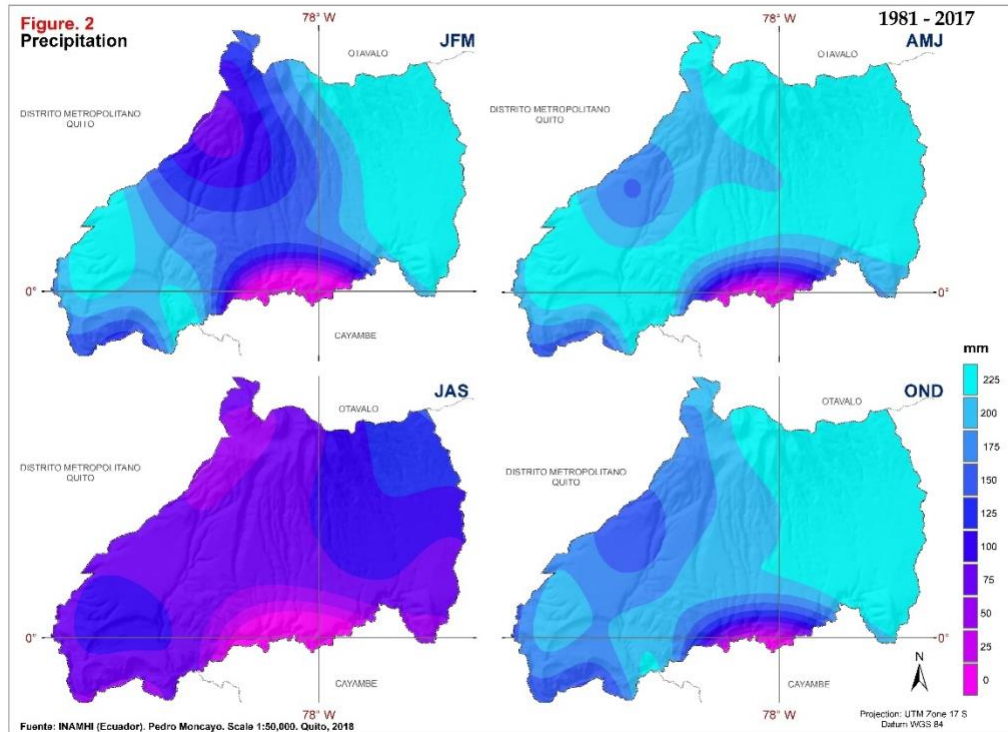 Figure. 2
Precipitation
78° W
JFM
OTAVALO
DISTRITO METROPOLITANO
QUITO
0°
CAYAMBE
78° W
1981 - 2017
AMJ
OTAVALO
DISTRITO METROPOLITANO
QUITO
0°
CAYAMBE
JAS
OTAVALO
DISTRITO METROPOLITANO
QUITO
0°
CAYAMBE
78° W
OND
OTAVALO
DISTRITO METROPOLITANO
QUITO
0°
CAYAMBE
78° W
mm
225
200
175
150
125
100
75
50
25
0
N
Fuente: INAMHI (Ecuador). Pedro Moncayo. Scale 1:50,000. Quito, 2018
Projection: UTM Zone 17 S
Datum WGS 84